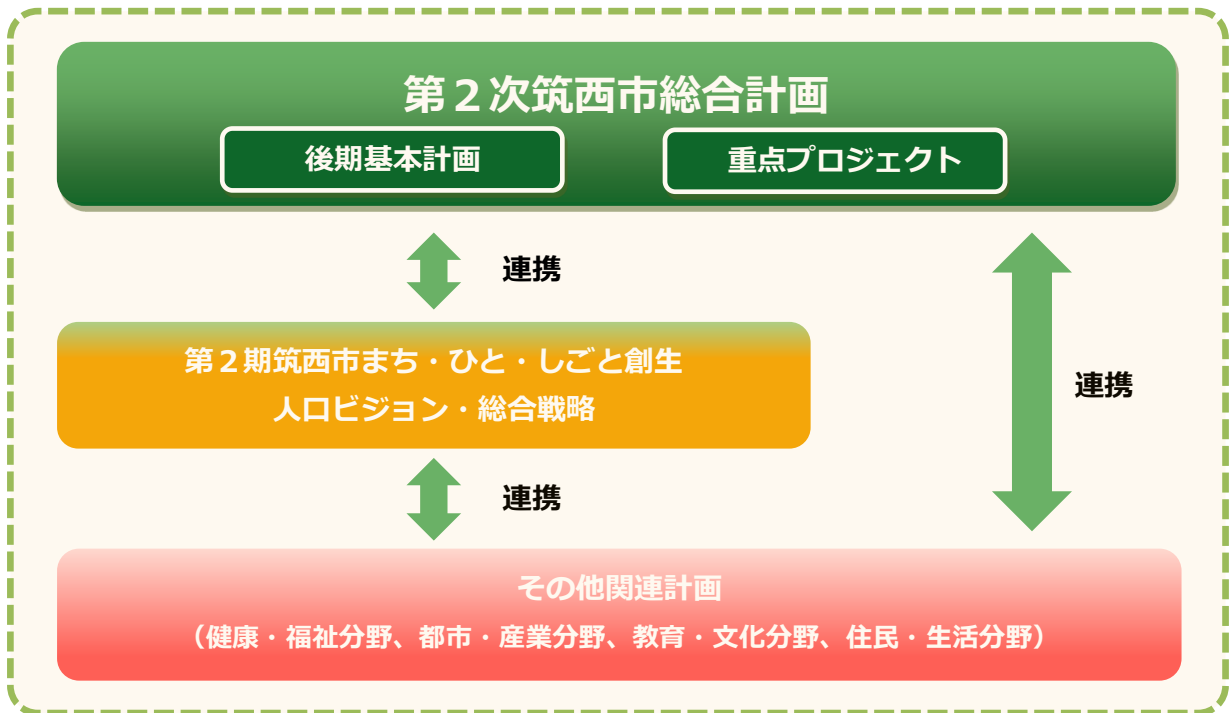 第２次筑西市総合計画
後期基本計画
重点プロジェクト
連携
第２期筑西市まち・ひと・しごと創生
人口ビジョン・総合戦略
連携
連携
その他関連計画
（健康・福祉分野、都市・産業分野、教育・文化分野、住民・生活分野）